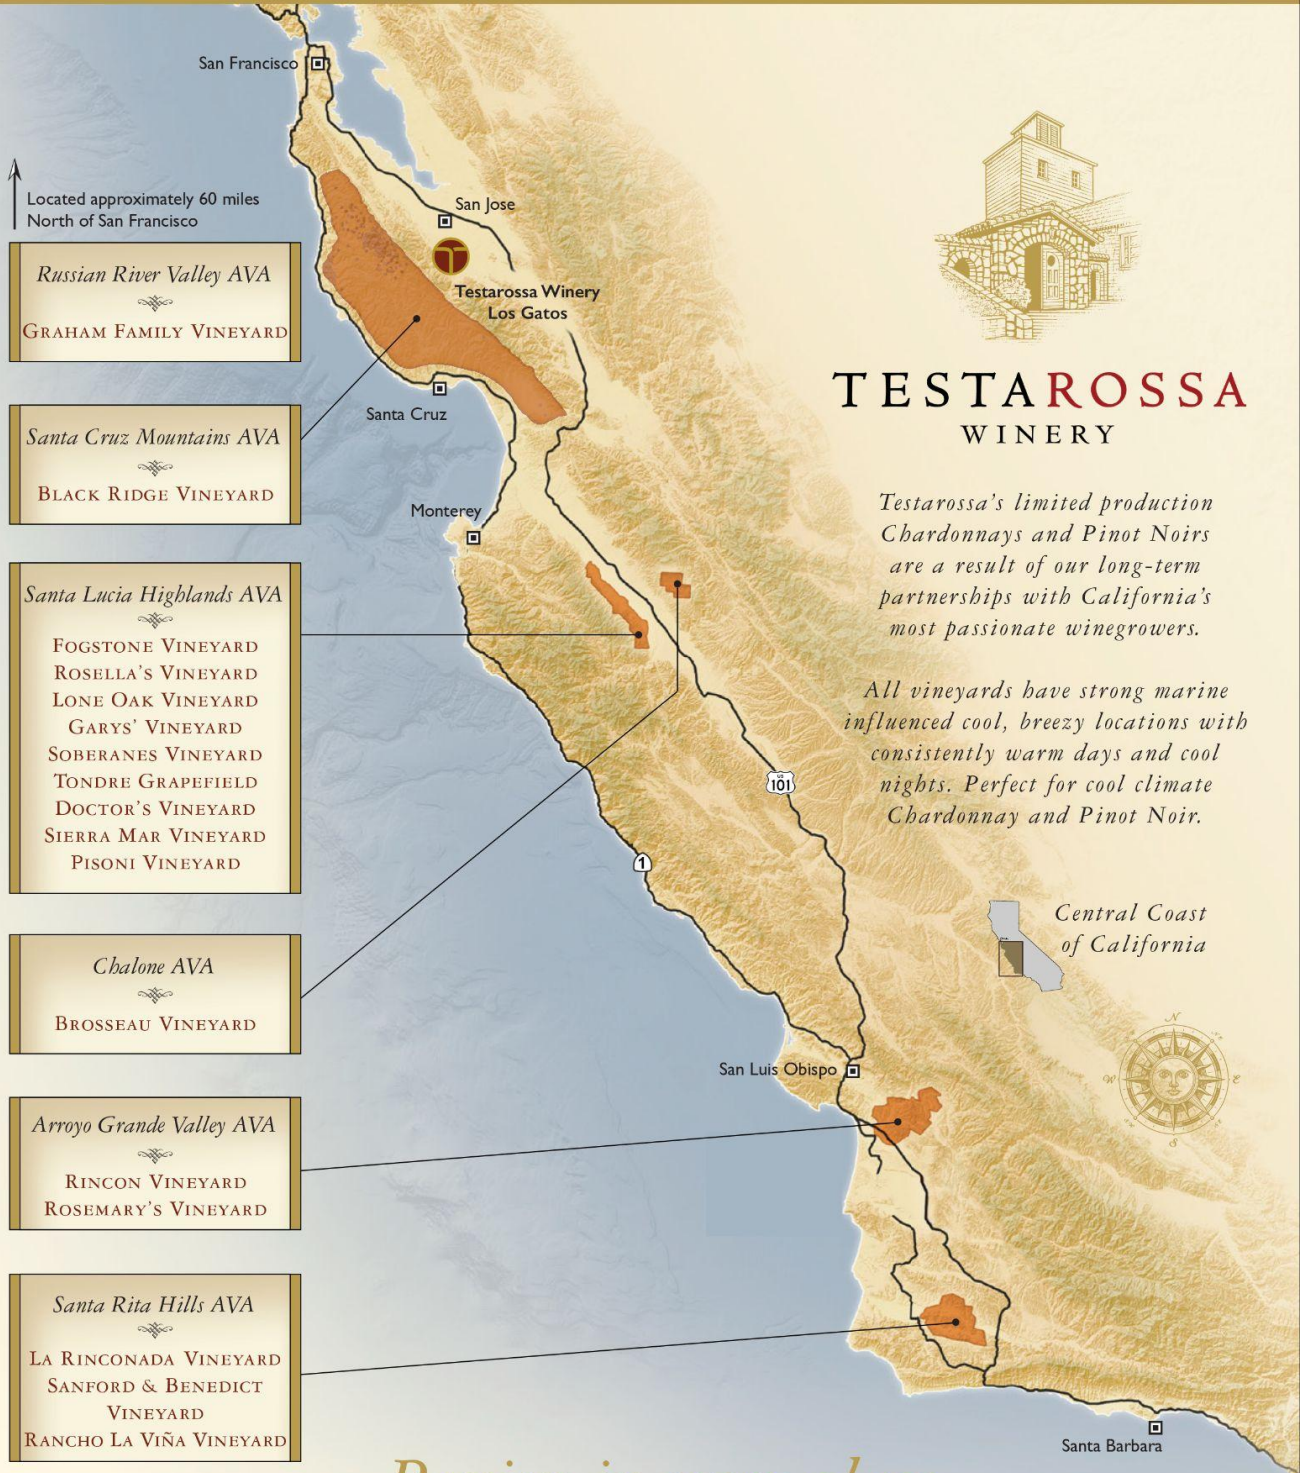 San Francisco
Located approximately 60 miles
North of San Francisco
San Jose
Testarossa Winery
Los Gatos
Russian River Valley AVA
GRAHAM FAMILY VINEYARD
Santa Cruz
Santa Cruz Mountains AVA
BLACK RIDGE VINEYARD
Monterey
Santa Lucia Highlands AVA
FOGSTONE VINEYARD
ROSELLA'S VINEYARD
LONE OAK VINEYARD
GARYS' VINEYARD
SOBERANES VINEYARD
TONDRE GRAPEFIELD
DOCTOR'S VINEYARD
SIERRA MAR VINEYARD
PISONI VINEYARD
US
101
1
Chalone AVA
BROSSEAU VINEYARD
San Luis Obispo
Arroyo Grande Valley AVA
RINCON VINEYARD
ROSEMARY'S VINEYARD
Santa Rita Hills AVA
LA RINCONADA VINEYARD
SANFORD & BENEDICT
VINEYARD
RANCHO LA VIÑA VINEYARD
Santa Barbara
TESTAROSSA
WINERY
Testarossa's limited production
Chardonnays and Pinot Noirs
are a result of our long-term
partnerships with California's
most passionate winegrowers.
All vineyards have strong marine
influenced cool, breezy locations with
consistently warm days and cool
nights. Perfect for cool climate
Chardonnay and Pinot Noir.
Central Coast
of California
N
W
E
S